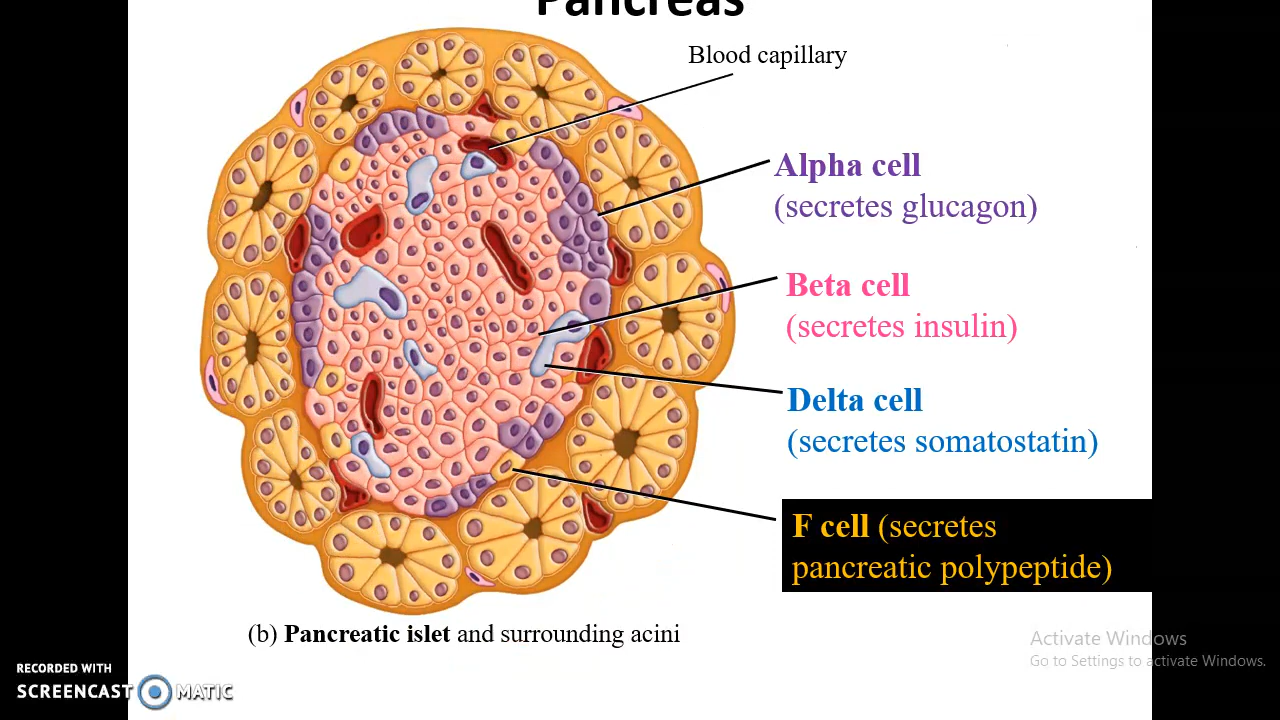 Pancreas
Blood capillary
Alpha cell
(secretes glucagon)
Beta cell
(secretes insulin)
Delta cell
(secretes somatostatin)
F cell (secretes
pancreatic polypeptide)
(b) Pancreatic islet and surrounding acini
Activate Windows
Go to Settings to activate Windows.
RECORDED WITH
SCREENCAST MATIC